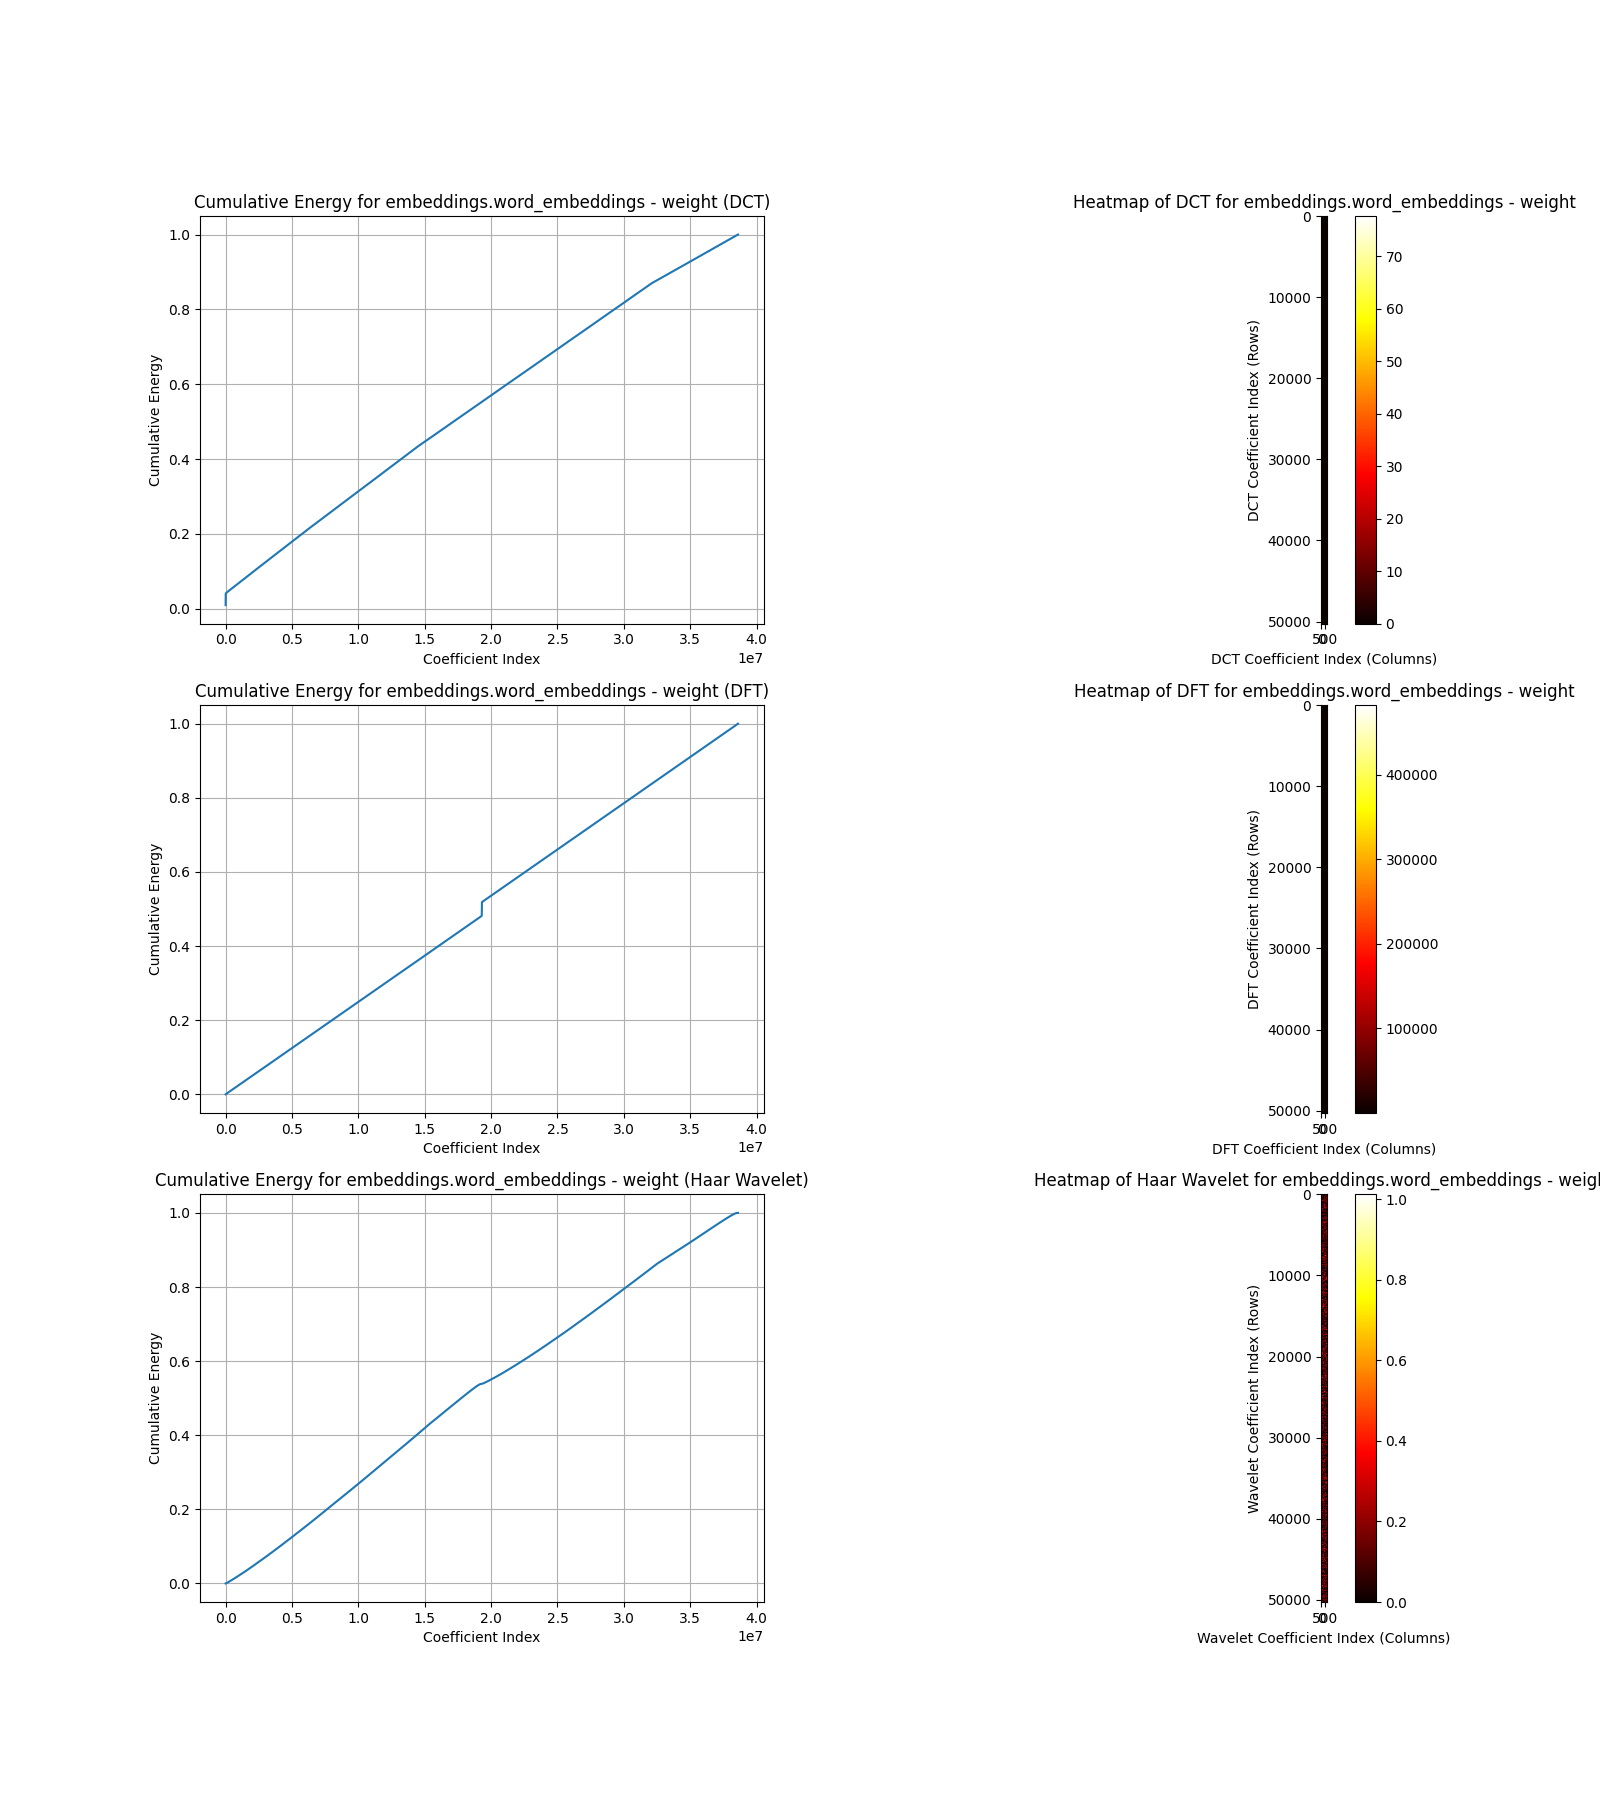 Cumulative Energy for embeddings.word_embeddings - weight (DCT)
1.0
0.8
0.6
0.4
0.2
0.0
Cumulative Energy
0.0 0.5 1.0 1.5 2.0 2.5 3.0 3.5 4.0
1e7
Coefficient Index
Heatmap of DCT for embeddings.word_embeddings - weight
0
10000
20000
30000
40000
50000
DCT Coefficient Index (Rows)
0 500
DCT Coefficient Index (Columns)
70
60
50
40
30
20
10
0
Cumulative Energy for embeddings.word_embeddings - weight (DFT)
1.0
0.8
0.6
0.4
0.2
0.0
Cumulative Energy
0.0 0.5 1.0 1.5 2.0 2.5 3.0 3.5 4.0
1e7
Coefficient Index
Heatmap of DFT for embeddings.word_embeddings - weight
0
10000
20000
30000
40000
50000
DFT Coefficient Index (Rows)
0 500
DFT Coefficient Index (Columns)
400000
300000
200000
100000
Cumulative Energy for embeddings.word_embeddings - weight (Haar Wavelet)
1.0
0.8
0.6
0.4
0.2
0.0
Cumulative Energy
0.0 0.5 1.0 1.5 2.0 2.5 3.0 3.5 4.0
1e7
Coefficient Index
Heatmap of Haar Wavelet for embeddings.word_embeddings - weigh
0
10000
20000
30000
40000
50000
Wavelet Coefficient Index (Rows)
0 500
Wavelet Coefficient Index (Columns)
1.0
0.8
0.6
0.4
0.2
0.0